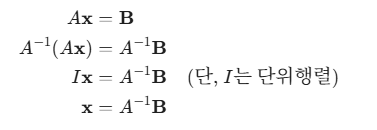 Ax = B
A⁻¹(Ax) = A⁻¹B
Ix = A⁻¹B (단, I는 단위행렬)
x = A⁻¹B